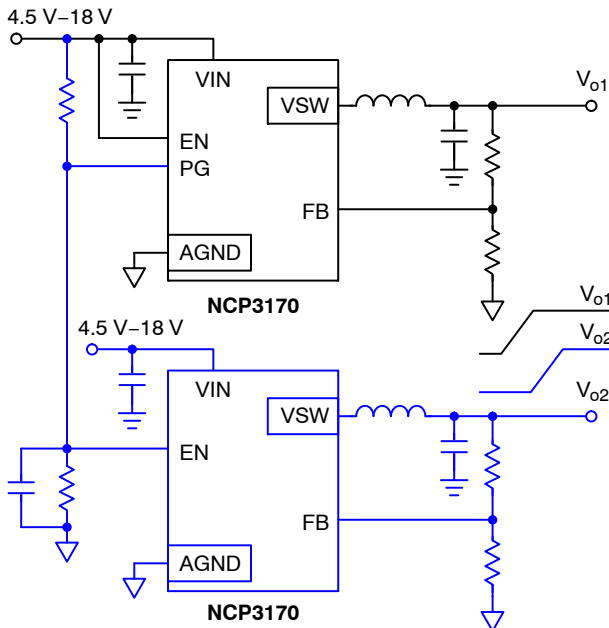 4.5 V–18 V
VIN
VSW
Vo1
EN
PG
FB
AGND
NCP3170
Vo1
4.5 V–18 V
Vo2
VIN
VSW
Vo2
EN
FB
AGND
NCP3170